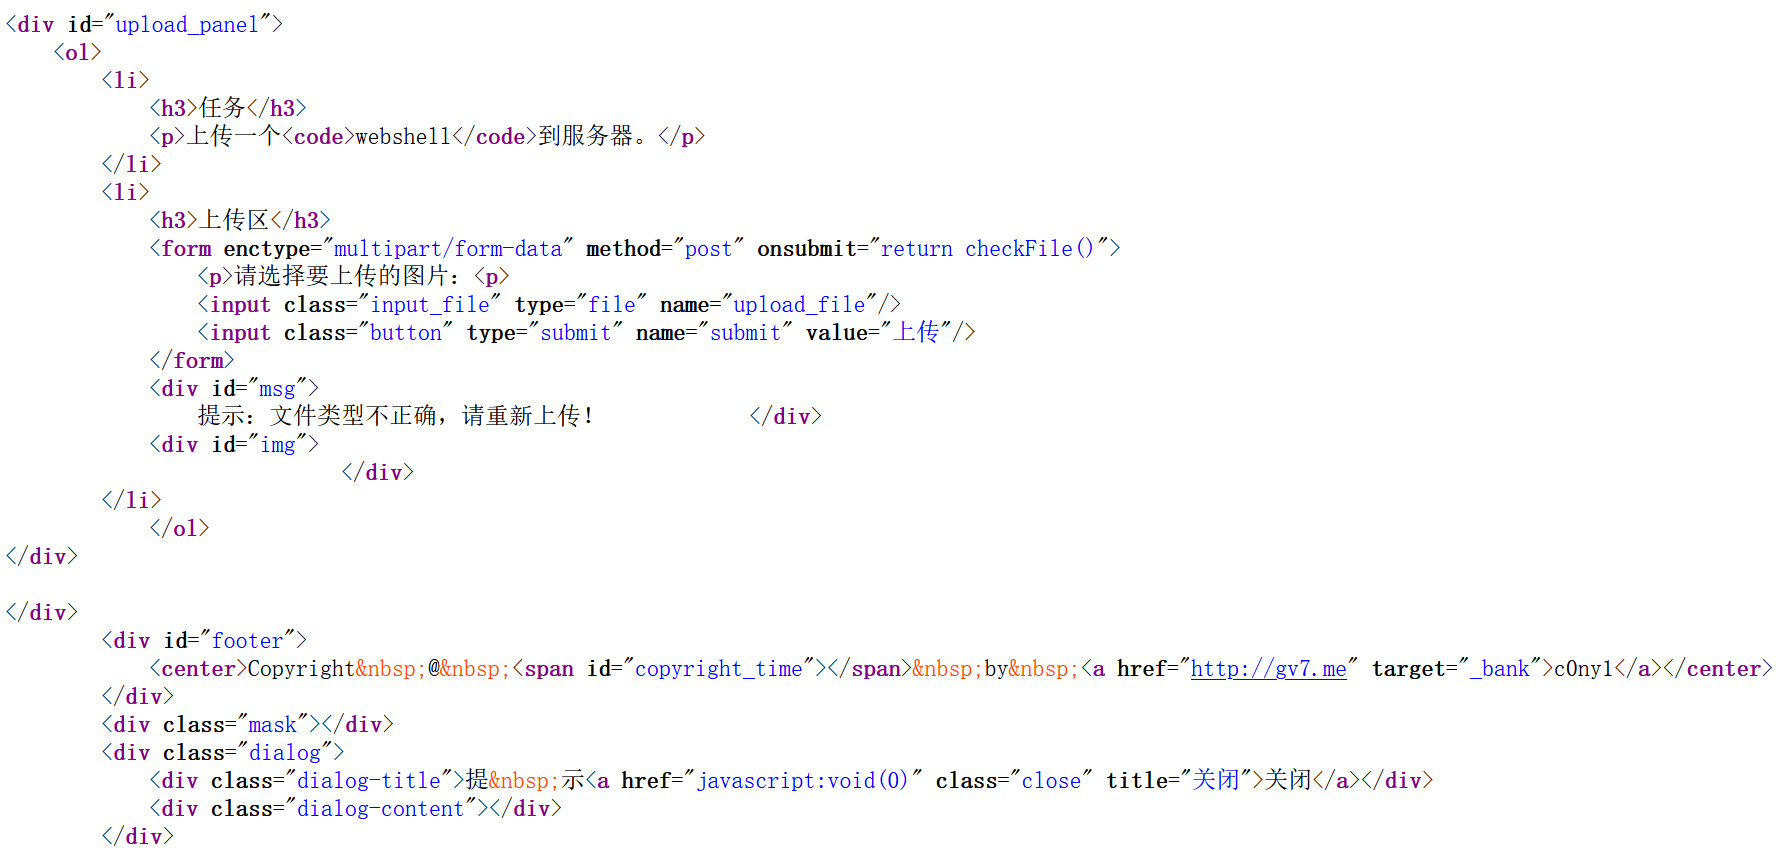 <div id="upload_panel">
<ol>
<li>
<h3>任务</h3>
<p>上传一个<code>webshell</code>到服务器。</p>
</li>
<li>
<h3>上传区</h3>
<form enctype="multipart/form-data" method="post" onsubmit="return checkFile()">
<p>请选择要上传的图片：<p>
<input class="input_file" type="file" name="upload_file"/>
<input class="button" type="submit" name="submit" value="上传"/>
</form>
<div id="msg">
提示：文件类型不正确，请重新上传！ </div>
<div id="img">
</div>
</li>
</ol>
</div>
</div>
<div id="footer">
<center>Copyright&nbsp;@&nbsp;<span id="copyright_time"></span>&nbsp;by&nbsp;<a href="http://gv7.me" target="_bank">c0ny1</a></center>
</div>
<div class="mask"></div>
<div class="dialog">
<div class="dialog-title">提&nbsp;示<a href="javascript:void(0)" class="close" title="关闭">关闭</a></div>
<div class="dialog-content"></div>
</div>